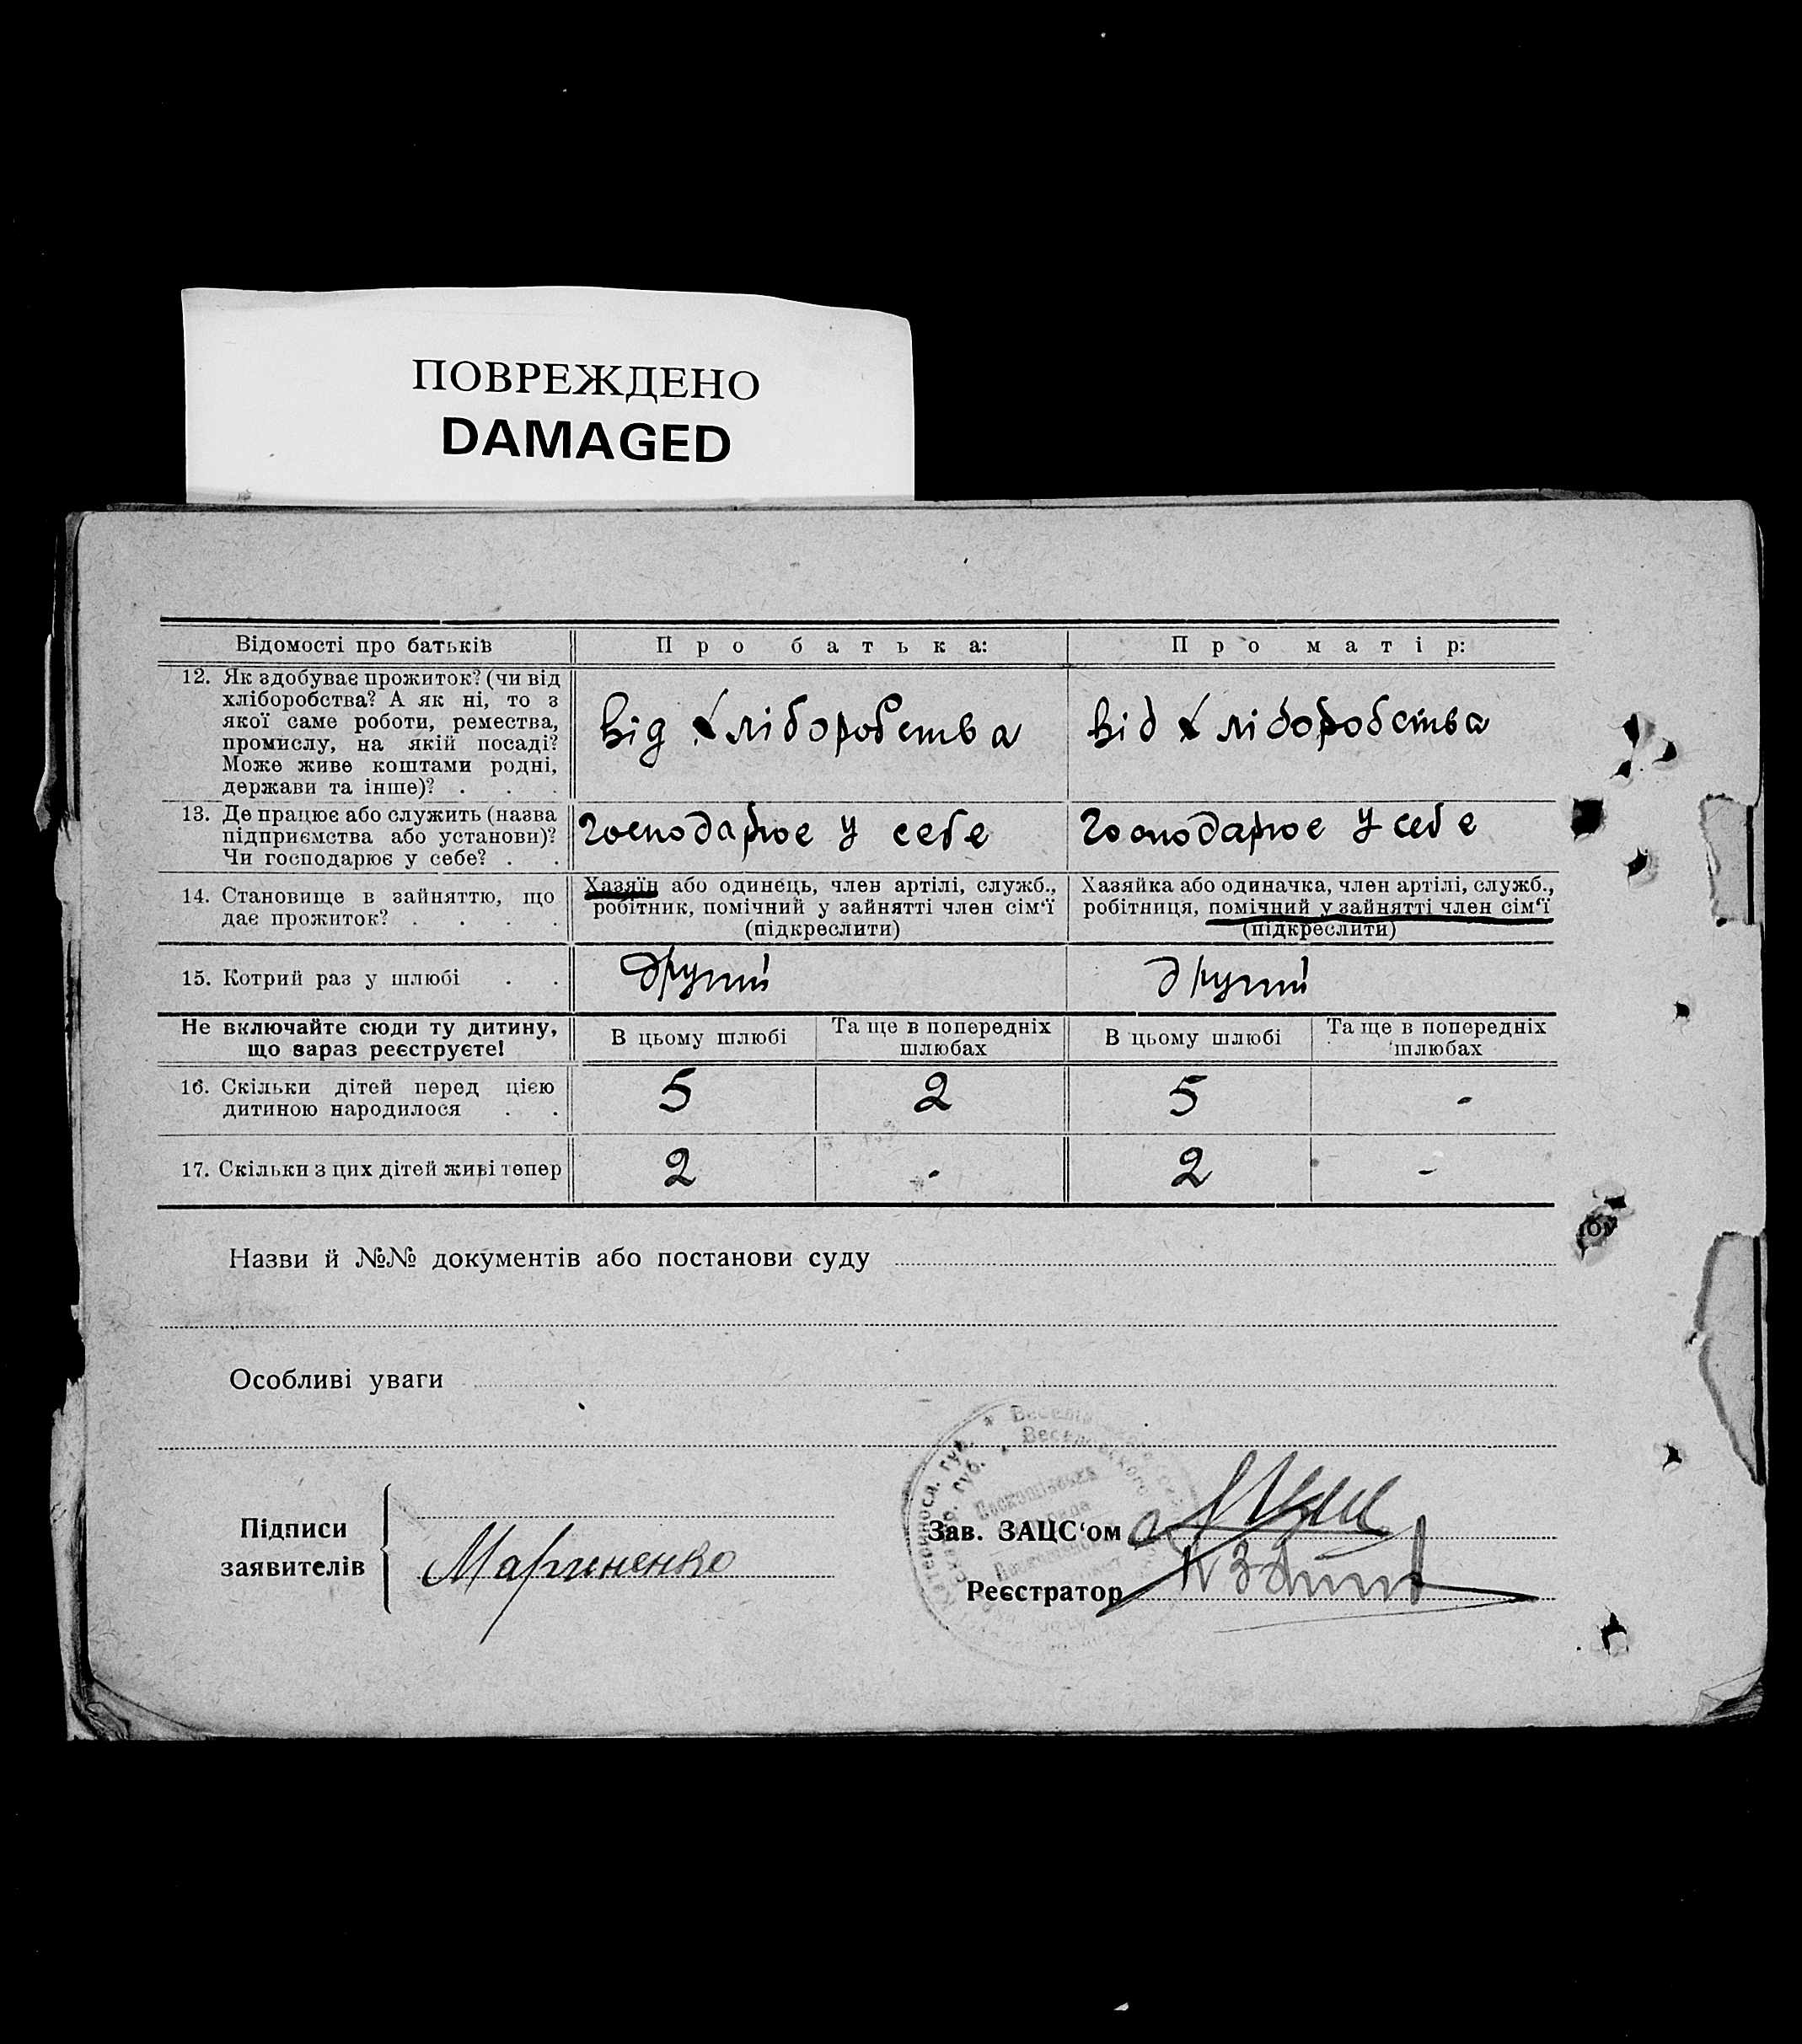 ПОВРЕЖДЕНО
DAMAGED
Відомості про батьків
Про батька:
Про матір:
12. Як здобуває прожиток? (чи від
хліборобства? А як ні, то з
якої саме роботи, ремества,
промислу, на якій посаді?
Може живе коштами родні,
держави та інше)? . . .
від хліборобства
від хліборобства
13. Де працює або служить (назва
підприємства або установи)?
Чи господарює у себе? . .
господарює у себе
господарює у себе
14. Становище в зайняттю, що
дає прожиток? . . . .
Хазяїн або одинець, член артілі, служб.,
робітник, помічний у зайнятті член сім‘ї
(підкреслити)
Хазяйка або одиначка, член артілі, служб.,
робітниця, помічний у зайнятті член сім‘ї
(підкреслити)
15. Котрий раз у шлюбі . .
другий
другий
Не включайте сюди ту дитину,
що зараз реєструєте!
В цьому шлюбі
Та ще в попередніх
шлюбах
В цьому шлюбі
Та ще в попередніх
шлюбах
16. Скільки дітей перед цією
дитиною народилося . .
5
2
5
-
17. Скільки з цих дітей живі тепер
2
-
2
-
Назви й №№ документів або постанови суду
Особливі уваги
Підписи
заявителів
Мариненко
Зав. ЗАЦС‘ом
Реєстратор